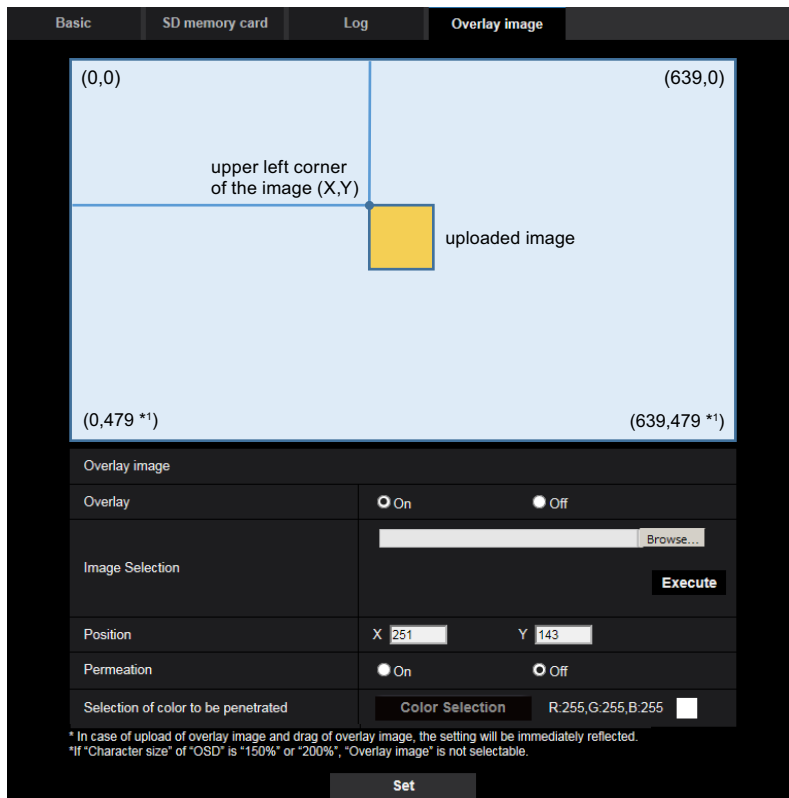 Basic SD memory card Log Overlay image
(0,0) (639,0)
upper left corner
of the image (X,Y)
uploaded image
(0,479 *1) (639,479 *1)
Overlay image
Overlay On Off
Browse...
Image Selection
Execute
Position X 251 Y 143
Permeation On Off
Selection of color to be penetrated Color Selection R:255,G:255,B:255
* In case of upload of overlay image and drag of overlay image, the setting will be immediately reflected.
*If “Character size” of “OSD” is “150%” or “200%”, “Overlay image” is not selectable.
Set